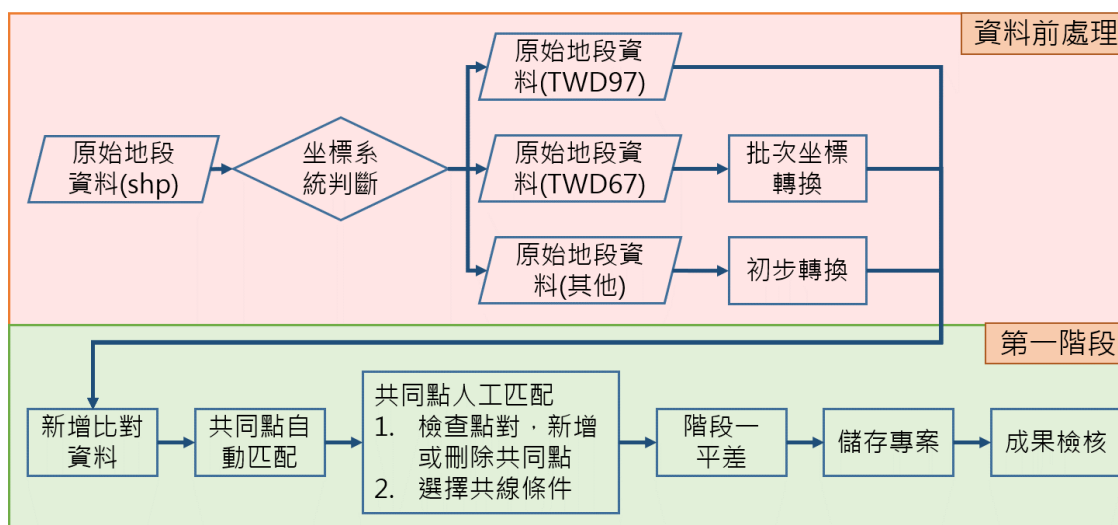 資料前處理
原始地段
資料(shp)
坐標系
統判斷
原始地段資
料(TWD97)
原始地段資
料(TWD67)
批次坐標
轉換
原始地段資
料(其他)
初步轉換
第一階段
新增比對
資料
共同點自
動匹配
共同點人工匹配
1. 檢查點對，新增
或刪除共同點
2. 選擇共線條件
階段一
平差
儲存專案
成果檢核